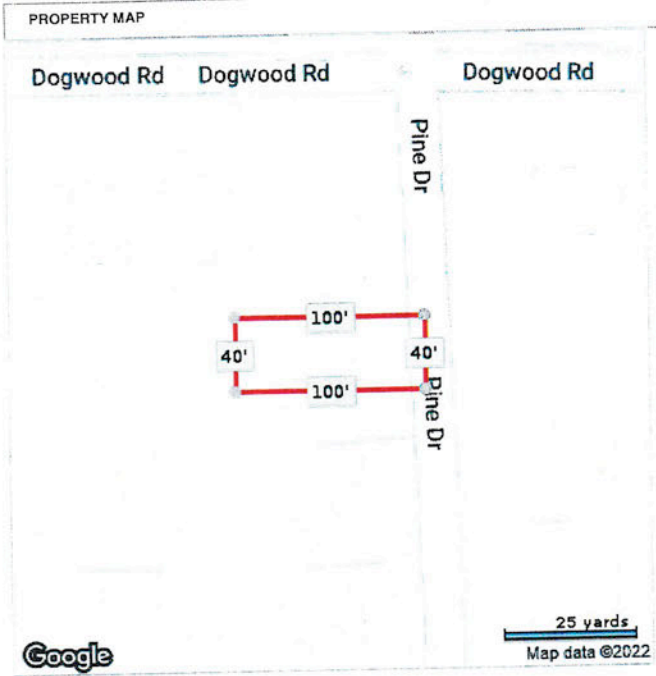 PROPERTY MAP
Dogwood Rd Dogwood Rd Dogwood Rd
Pine Dr
100'
40' 40'
100'
Pine Dr
25 yards
Google
Map data ©2022